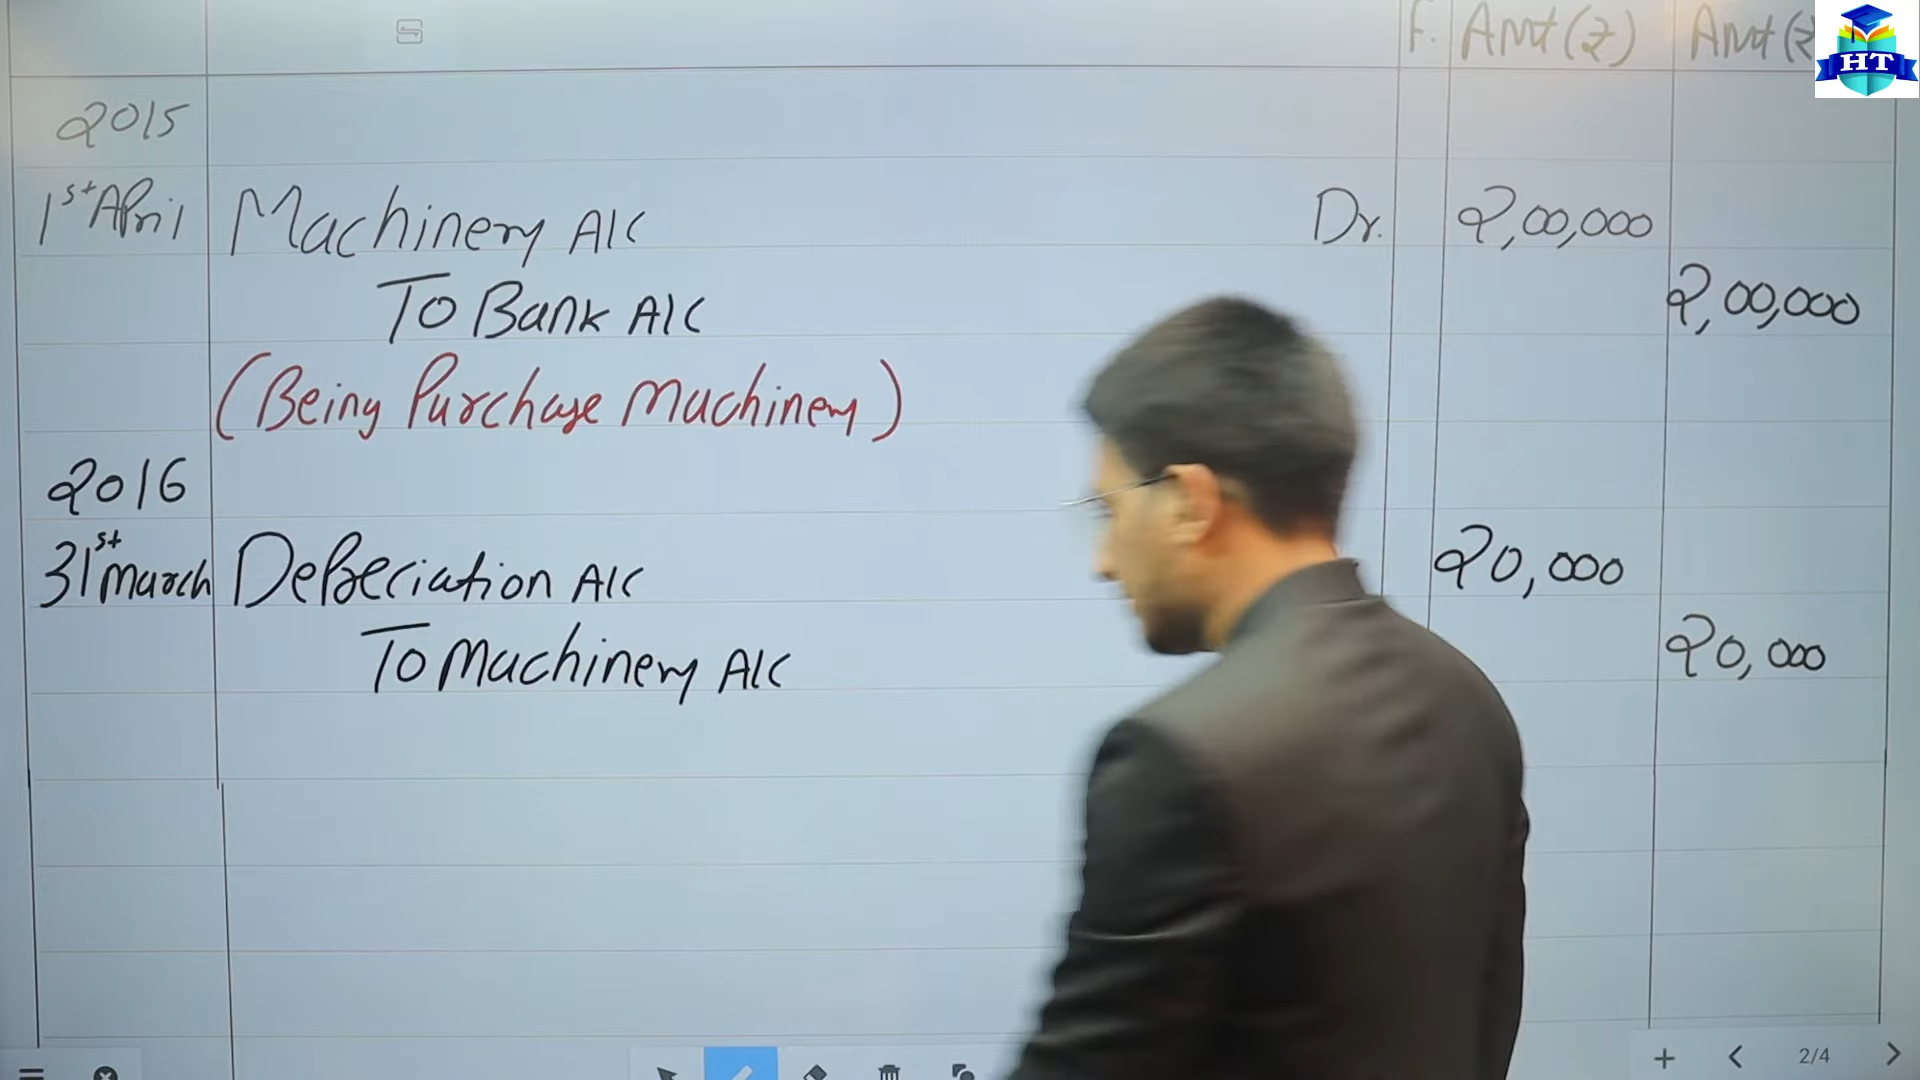 F. Amt (₹) Amt (₹
HT
2015
1st April Machinery A/C Dr. 2,00,000
To Bank A/C 2,00,000
(Being Purchase Machinery)
2016
31st March Depreciation A/C 20,000
To Machinery A/C 20,000
2/4